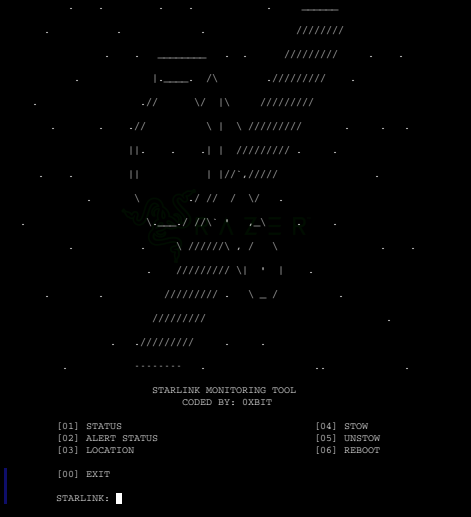 RAZER
STARLINK MONITORING TOOL
CODED BY: 0XBIT
[01] STATUS [04] STOW
[02] ALERT STATUS [05] UNSTOW
[03] LOCATION [06] REBOOT
[00] EXIT
STARLINK: